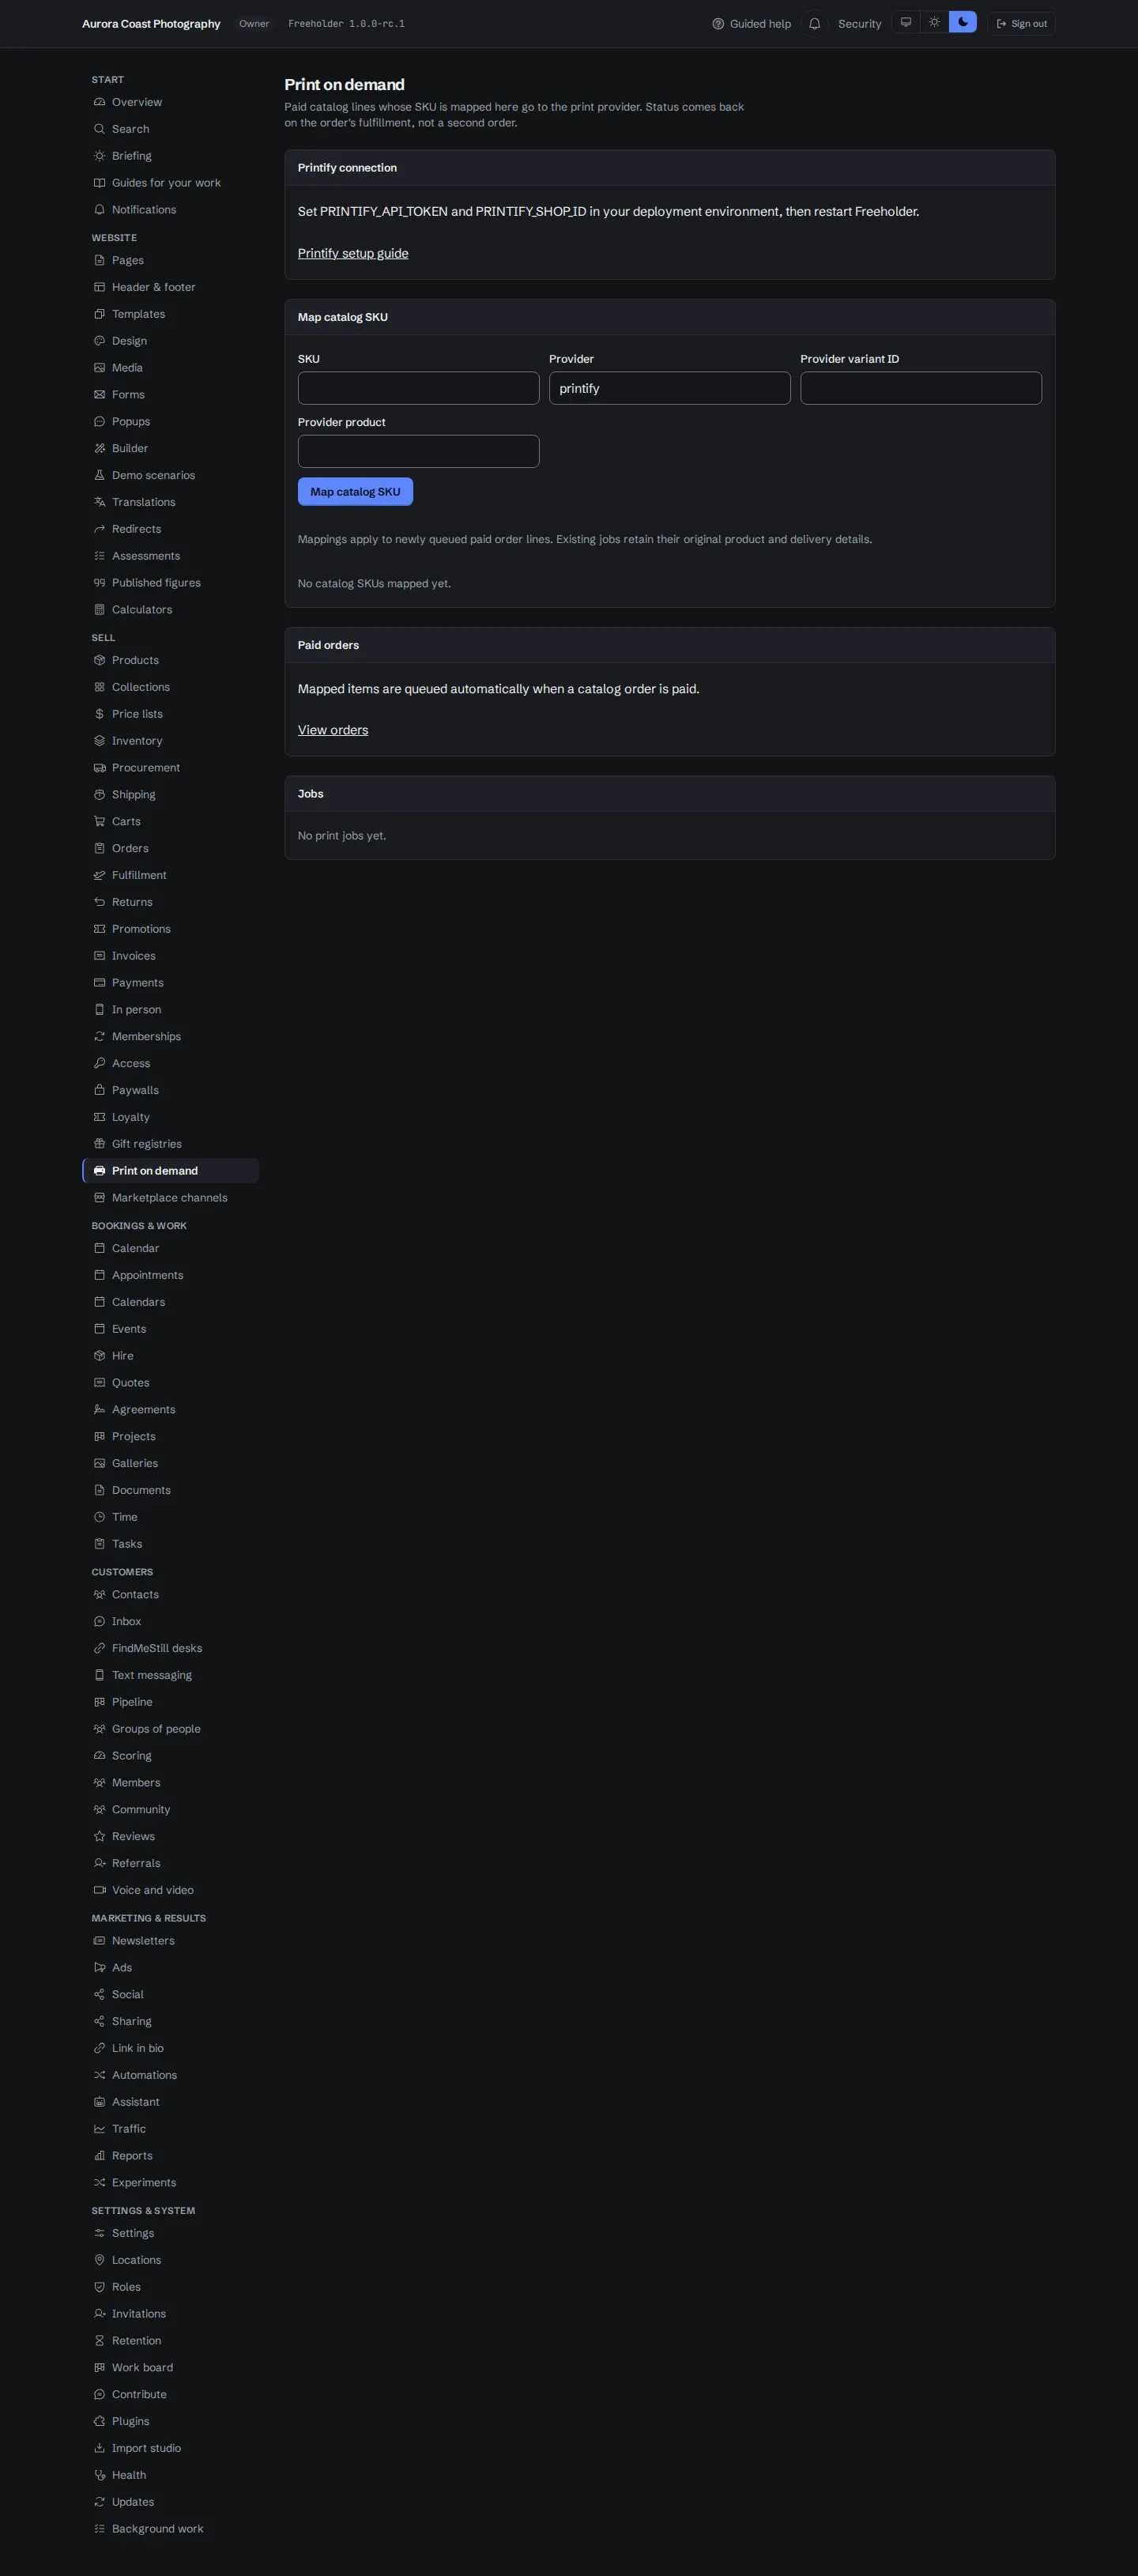 Aurora Coast Photography
Owner
Freeholder 1.0.0-rc.1
Guided help
Security
Sign out
START
Overview
Search
Briefing
Guides for your work
Notifications
WEBSITE
Pages
Header & footer
Templates
Design
Media
Forms
Popups
Builder
Demo scenarios
Translations
Redirects
Assessments
Published figures
Calculators
SELL
Products
Collections
Price lists
Inventory
Procurement
Shipping
Carts
Orders
Fulfillment
Returns
Promotions
Invoices
Payments
In person
Memberships
Access
Paywalls
Loyalty
Gift registries
Print on demand
Marketplace channels
BOOKINGS & WORK
Calendar
Appointments
Calendars
Events
Hire
Quotes
Agreements
Projects
Galleries
Documents
Time
Tasks
CUSTOMERS
Contacts
Inbox
FindMeStill desks
Text messaging
Pipeline
Groups of people
Scoring
Members
Community
Reviews
Referrals
Voice and video
MARKETING & RESULTS
Newsletters
Ads
Social
Sharing
Link in bio
Automations
Assistant
Traffic
Reports
Experiments
SETTINGS & SYSTEM
Settings
Locations
Roles
Invitations
Retention
Work board
Contribute
Plugins
Import studio
Health
Updates
Background work
Print on demand
Paid catalog lines whose SKU is mapped here go to the print provider. Status comes back
on the order's fulfillment, not a second order.
Printify connection
Set PRINTIFY_API_TOKEN and PRINTIFY_SHOP_ID in your deployment environment, then restart Freeholder.
Printify setup guide
Map catalog SKU
SKU
Provider
printify
Provider variant ID
Provider product
Map catalog SKU
Mappings apply to newly queued paid order lines. Existing jobs retain their original product and delivery details.
No catalog SKUs mapped yet.
Paid orders
Mapped items are queued automatically when a catalog order is paid.
View orders
Jobs
No print jobs yet.